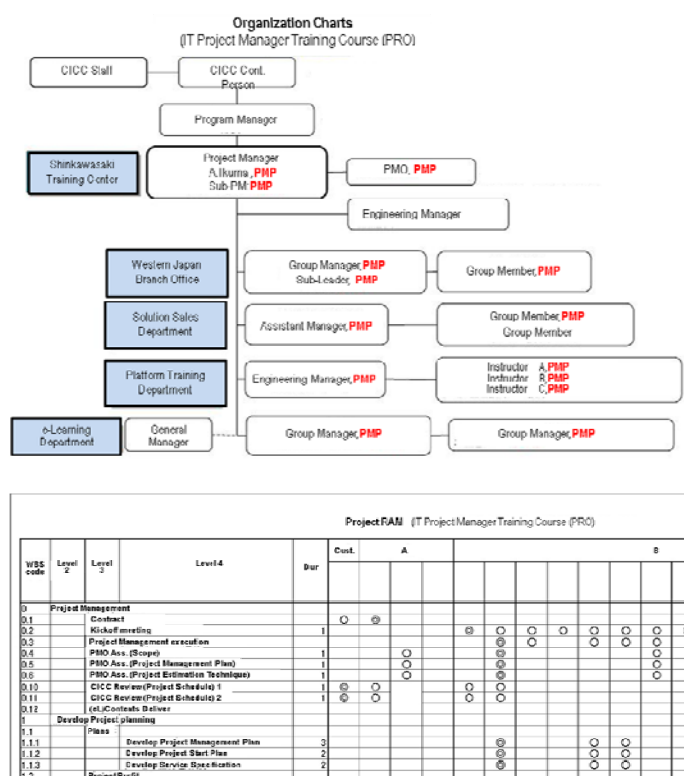 Organization Charts
(IT Project Manager Training Course (PRO)
CICC Staff
CICC Cont.
Person
Program Manager
Shinkawasaki
Training Center
Project Manager
A.Ikuma, PMP
Sub-PM: PMP
PMO, PMP
Engineering Manager
Western Japan
Branch Office
Group Manager, PMP
Sub-Leader, PMP
Group Member, PMP
Solution Sales
Department
Assistant Manager, PMP
Group Member, PMP
Group Member
Platform Training
Department
Engineering Manager, PMP
Instructor A, PMP
Instructor B, PMP
Instructor C, PMP
e-Learning
Department
General
Manager
Group Manager, PMP
Group Manager, PMP
Project RAM (IT Project Manager Training Course (PRO)
WBS code Level 2 Level 3 Level 4 Dur Cust. A B
0 Project Management
0.1 Contract ○ ◎
0.2 Kickoff meeting 1 ◎ ○ ○ ○ ○ ○ ○
0.3 Project Management execution ◎ ○ ○ ○ ○
0.4 PMO Ass. (Scope) 1 ○ ◎ ○
0.5 PMO Ass. (Project Management Plan) 1 ○ ◎ ○
0.6 PMO Ass. (Project Estimation Technique) 1 ○ ◎ ○
0.10 CICC Review(Project Schedule) 1 1 ◎ ○ ○ ○
0.11 CICC Review(Project Schedule) 2 1 ◎ ○ ○ ○
0.12 (eL)Contents Deliver
1 Develop Project planning
1.1 Plans
1.1.1 Develop Project Management Plan 3 ◎ ○ ○
1.1.2 Develop Project Start Plan 2 ◎ ○ ○
1.1.3 Develop Service Specification 2 ◎ ○ ○
1.2 Project Profit